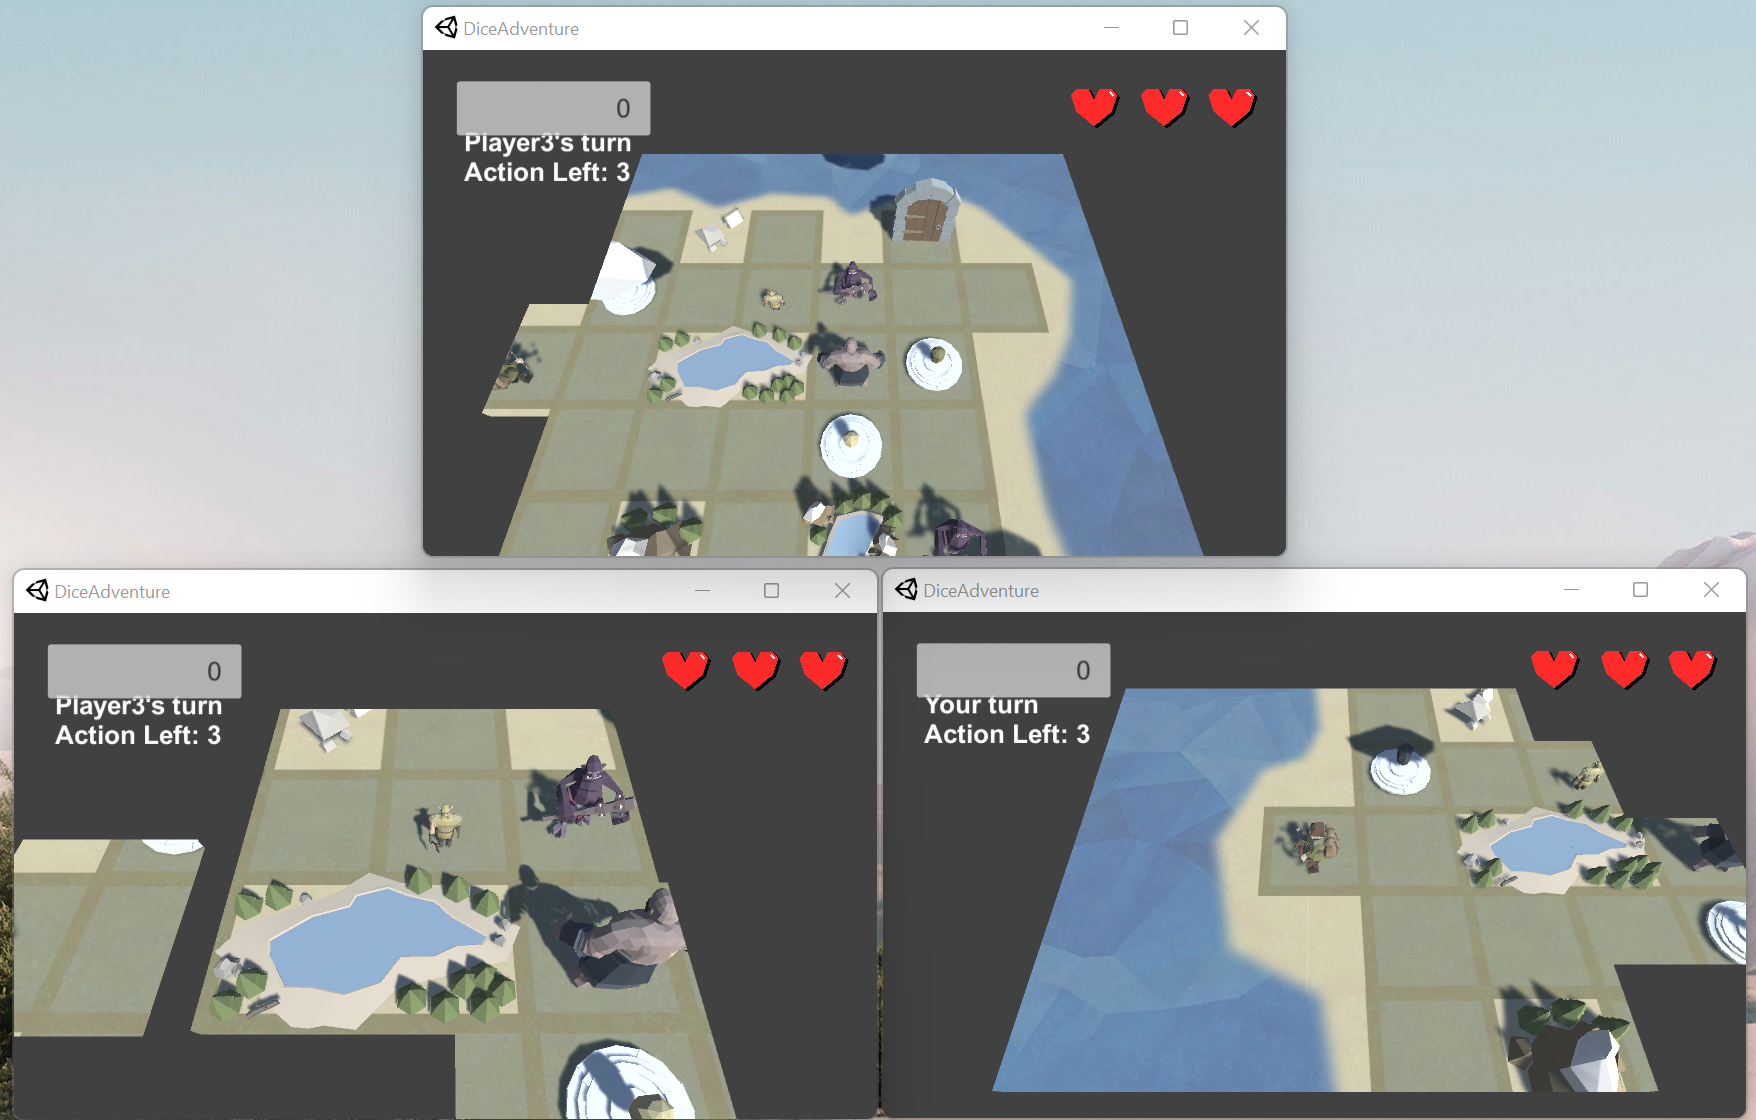 DiceAdventure
0
Player3's turn
Action Left: 3
DiceAdventure
0
Player3's turn
Action Left: 3
DiceAdventure
0
Your turn
Action Left: 3